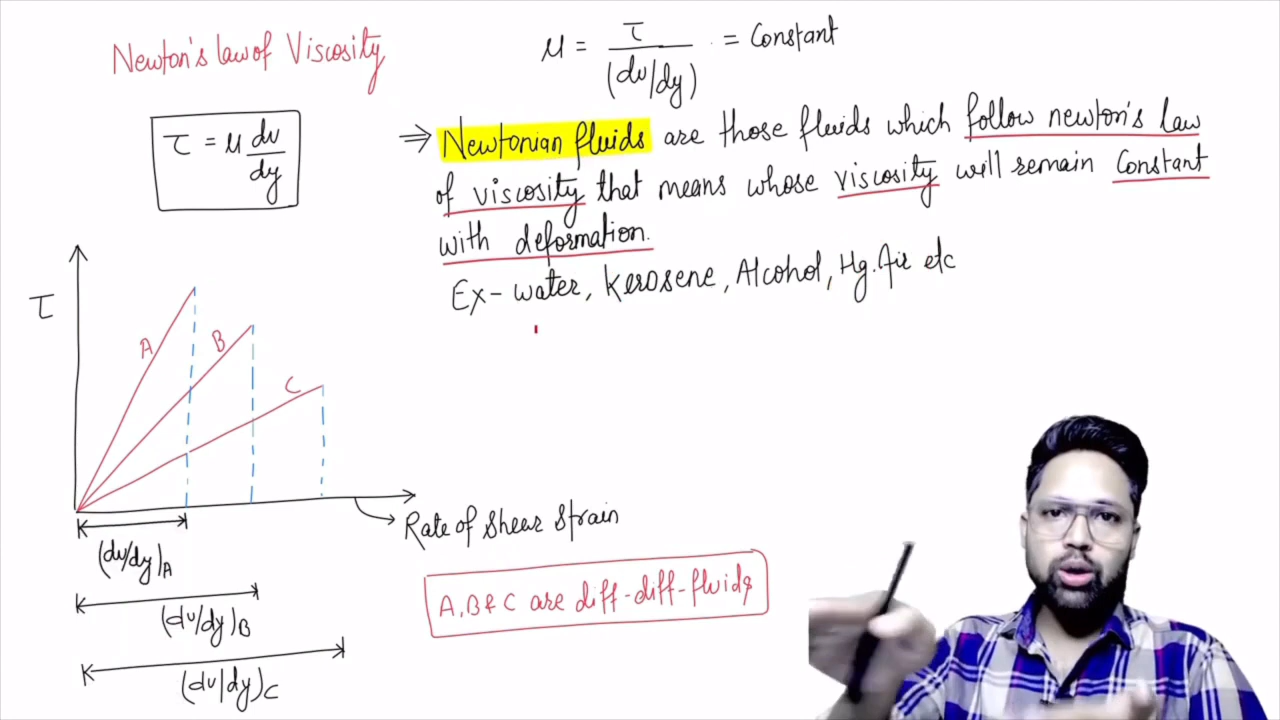 Newton's law of Viscosity
τ = μ du/dy
μ = τ/(du/dy) = Constant
⇒ Newtonian fluids are those fluids which follow newton's law
of viscosity that means whose viscosity will remain Constant
with deformation.
Ex- water, Kerosene, Alcohol, Hg. Air etc
τ
A
B
C
Rate of Shear Strain
(du/dy)A
(du/dy)B
(du/dy)C
A, B & C are diff-diff-fluids